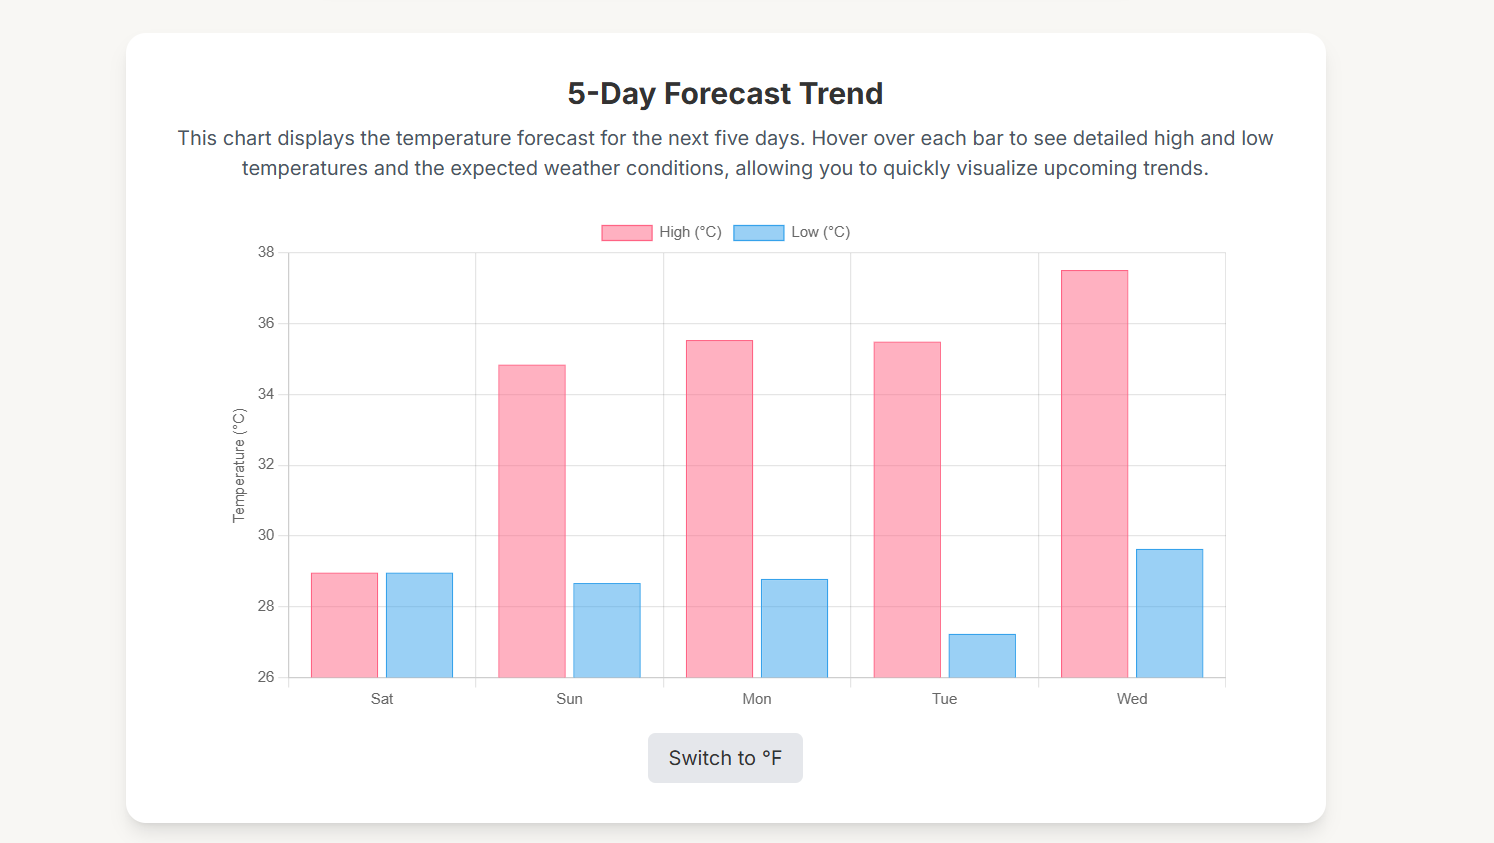 5-Day Forecast Trend
This chart displays the temperature forecast for the next five days. Hover over each bar to see detailed high and low
temperatures and the expected weather conditions, allowing you to quickly visualize upcoming trends.
High (°C) Low (°C)
38
36
34
32
30
28
26
Temperature (°C)
Sat Sun Mon Tue Wed
Switch to °F